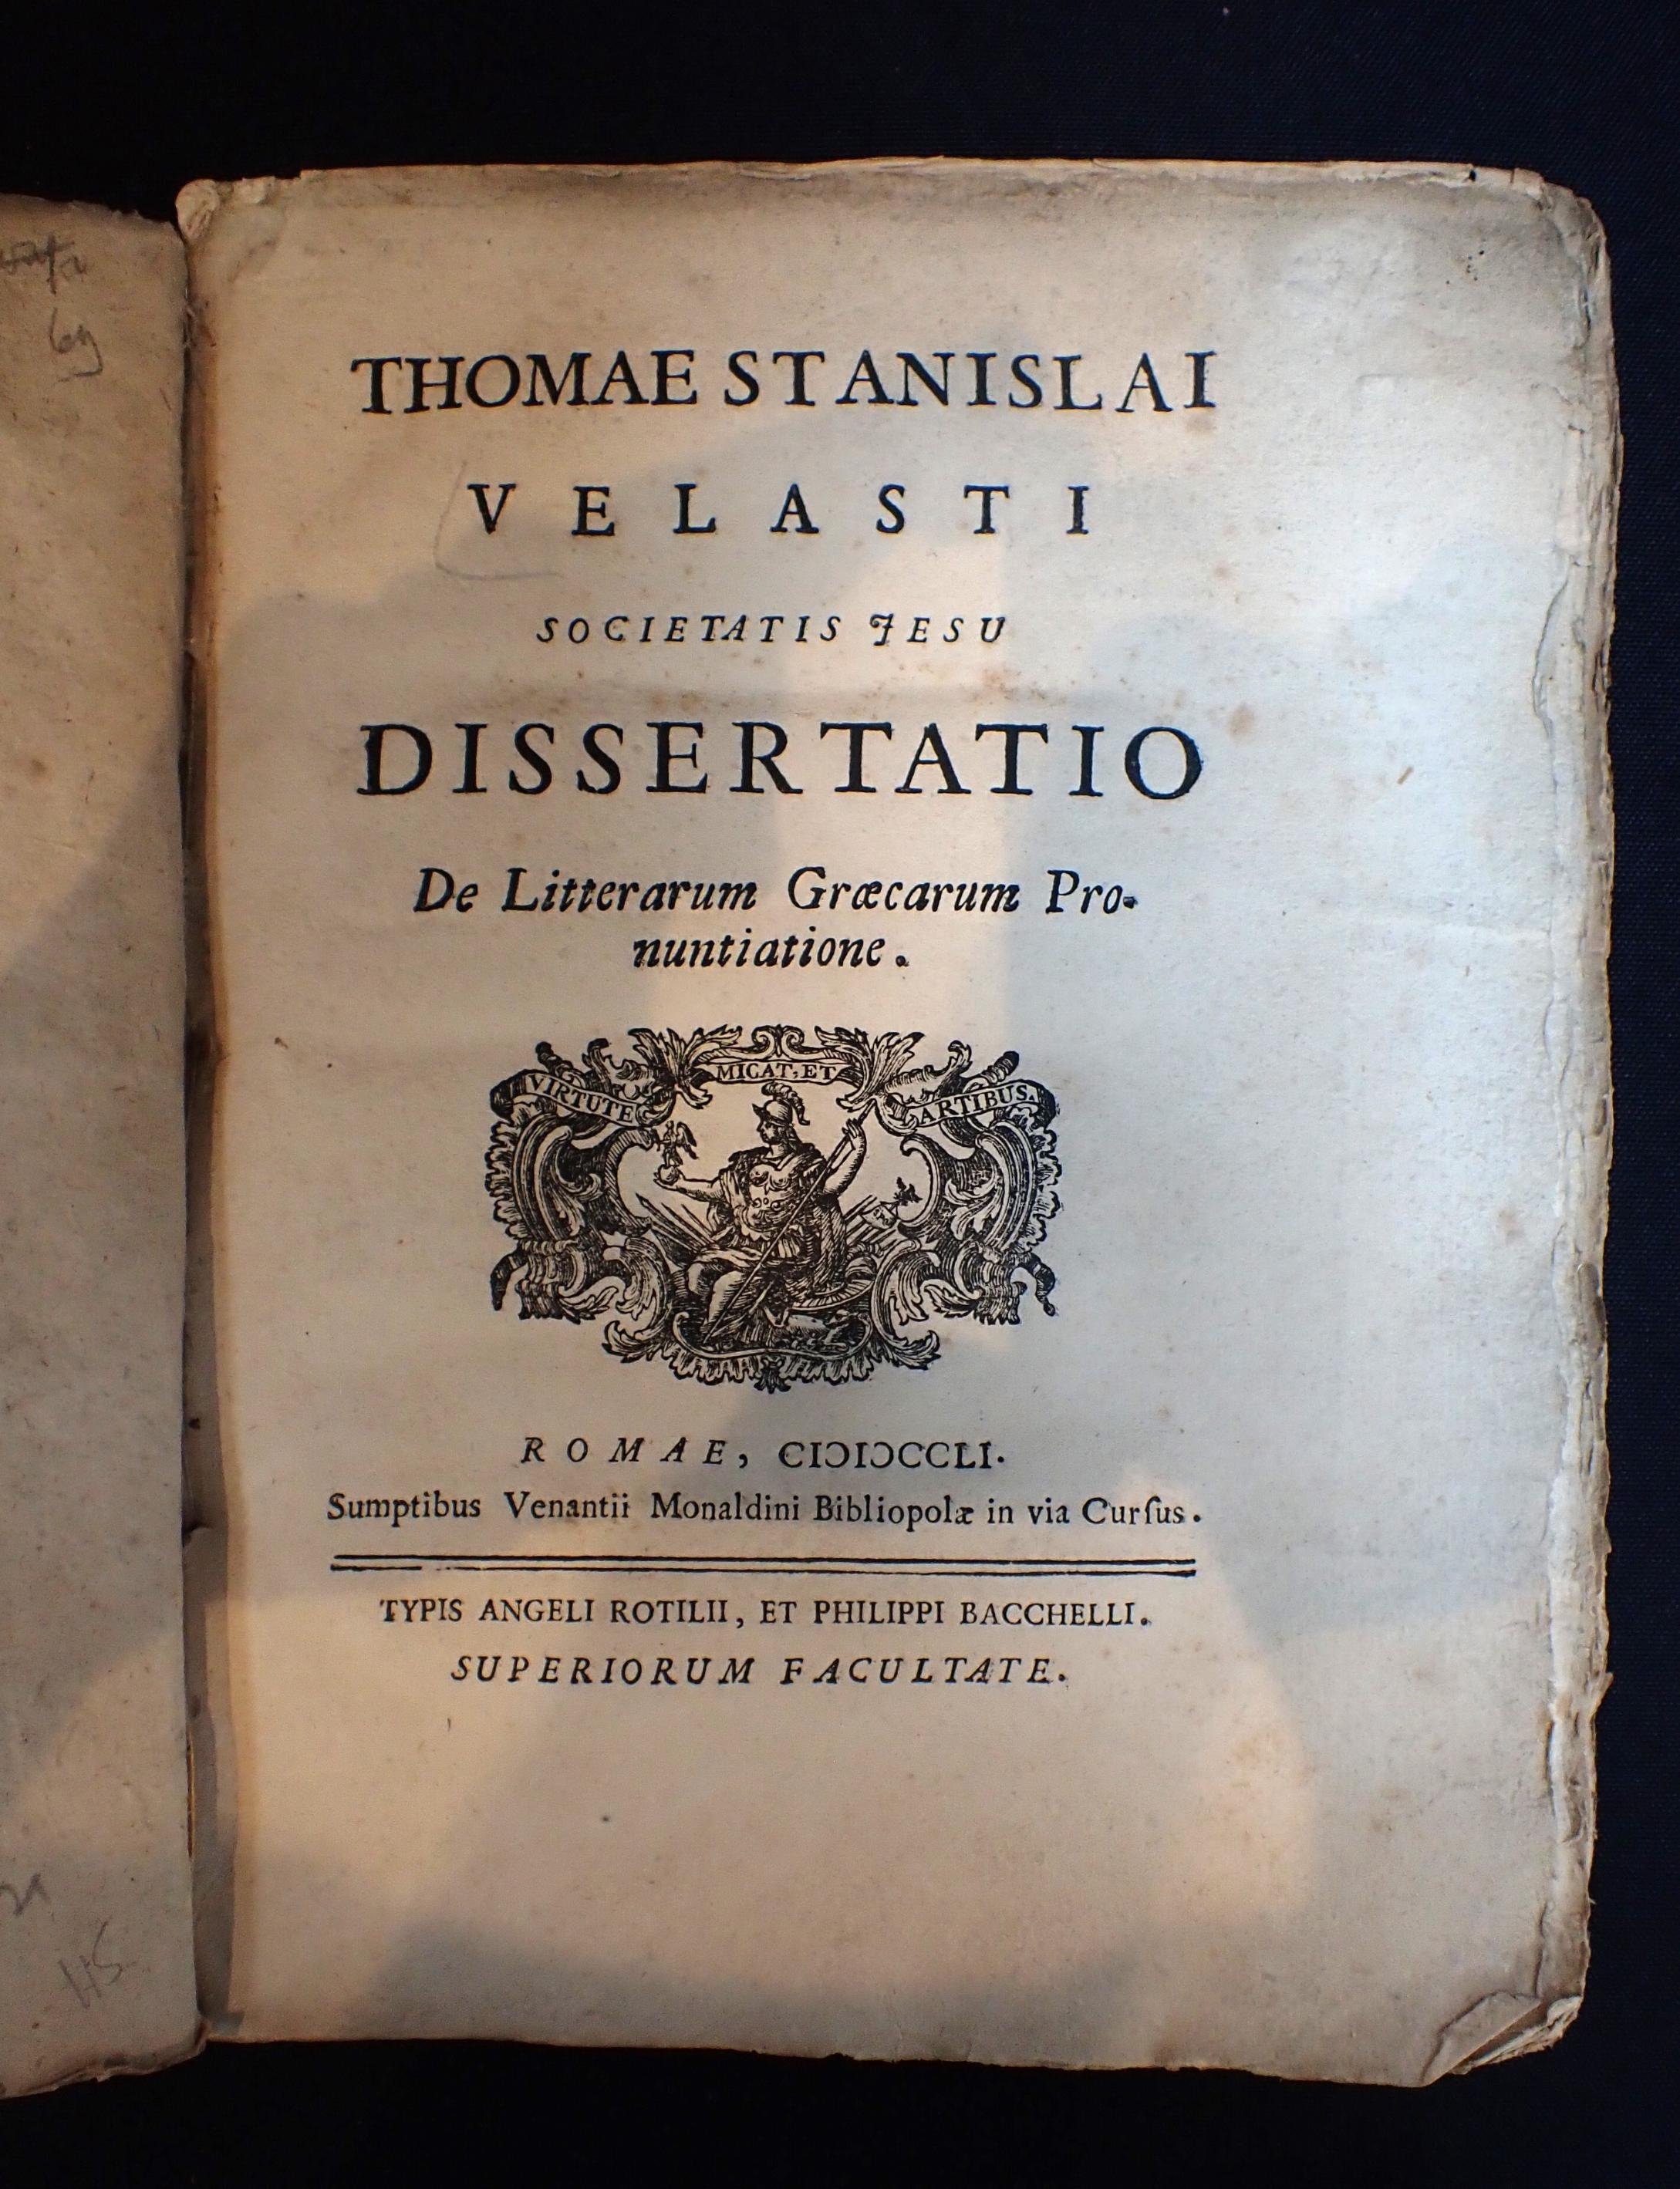 THOMAE STANISLAI
VELASTI
SOCIETATIS JESU
DISSERTATIO
De Litterarum Græcarum Pro-
nuntiatione.
VIRTUTE MICAT, ET ARTIBUS.
ROMAE, CIƆIƆCCLI.
Sumptibus Venantii Monaldini Bibliopolæ in via Curſus.
TYPIS ANGELI ROTILII, ET PHILIPPI BACCHELLI.
SUPERIORUM FACULTATE.